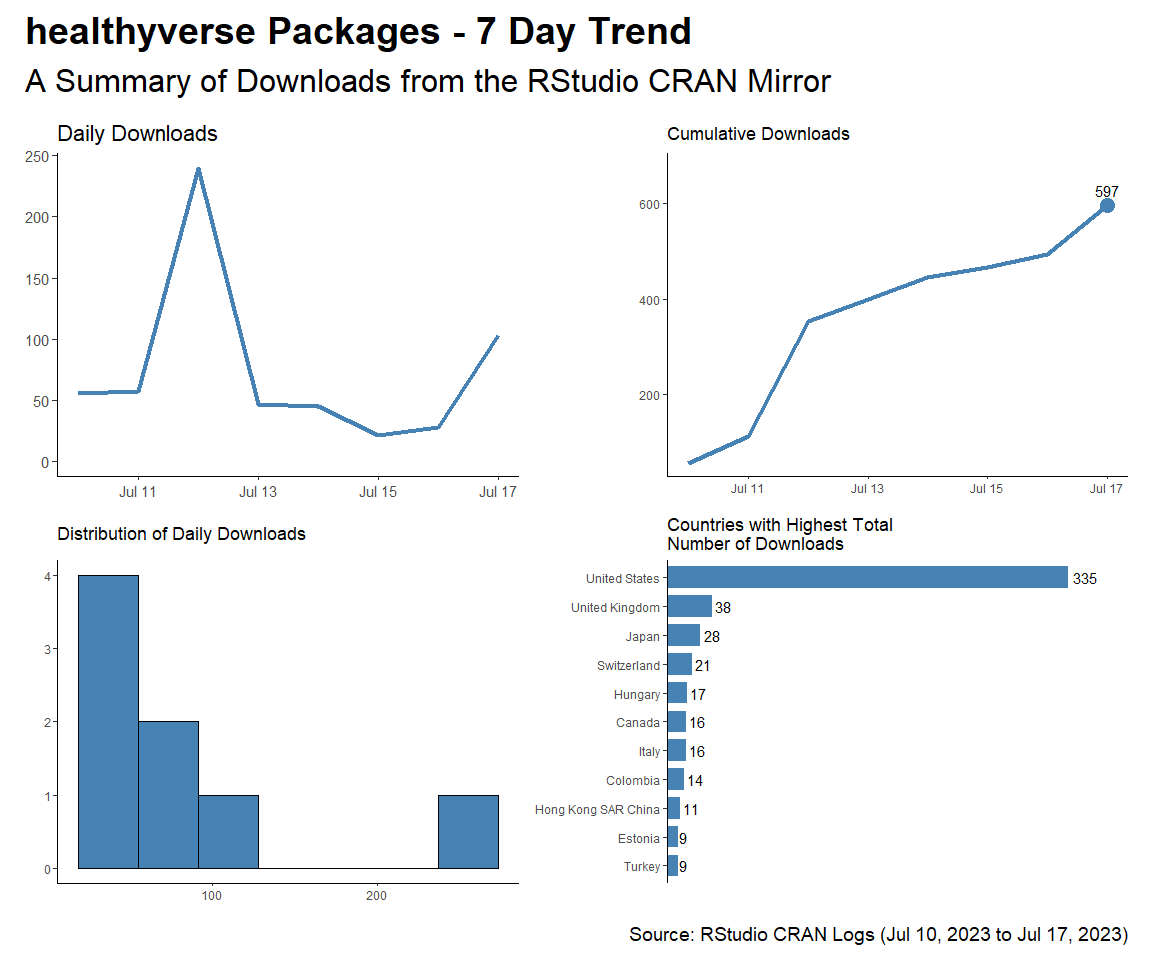 healthyverse Packages - 7 Day Trend
A Summary of Downloads from the RStudio CRAN Mirror
Daily Downloads
250
200
150
100
50
0
Jul 11 Jul 13 Jul 15 Jul 17
Cumulative Downloads
597
600
400
200
Jul 11 Jul 13 Jul 15 Jul 17
Distribution of Daily Downloads
4
3
2
1
0
100 200
Countries with Highest Total
Number of Downloads
United States 335
United Kingdom 38
Japan 28
Switzerland 21
Hungary 17
Canada 16
Italy 16
Colombia 14
Hong Kong SAR China 11
Estonia 9
Turkey 9
Source: RStudio CRAN Logs (Jul 10, 2023 to Jul 17, 2023)